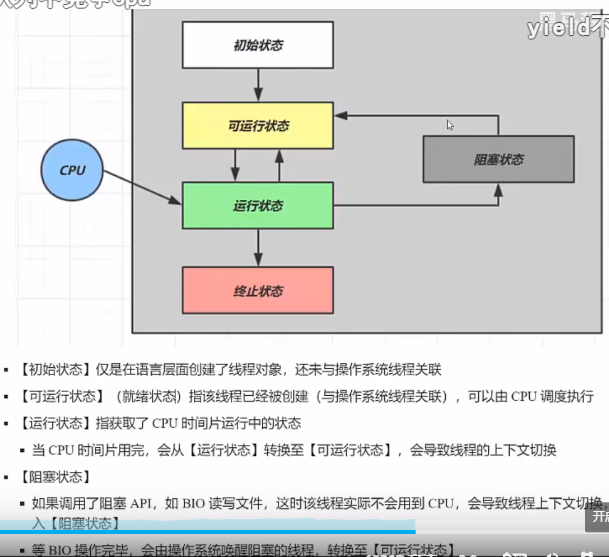 yield不
初始状态
可运行状态
阻塞状态
CPU
运行状态
终止状态
▪ 【初始状态】仅是在语言层面创建了线程对象，还未与操作系统线程关联
▪ 【可运行状态】（就绪状态）指该线程已经被创建（与操作系统线程关联），可以由 CPU 调度执行
▪ 【运行状态】指获取了 CPU 时间片运行中的状态
▪ 当 CPU 时间片用完，会从【运行状态】转换至【可运行状态】，会导致线程的上下文切换
▪ 【阻塞状态】
▪ 如果调用了阻塞 API，如 BIO 读写文件，这时该线程实际不会用到 CPU，会导致线程上下文切换，
入【阻塞状态】
▪ 等 BIO 操作完毕，会由操作系统唤醒阻塞的线程，转换至【可运行状态】